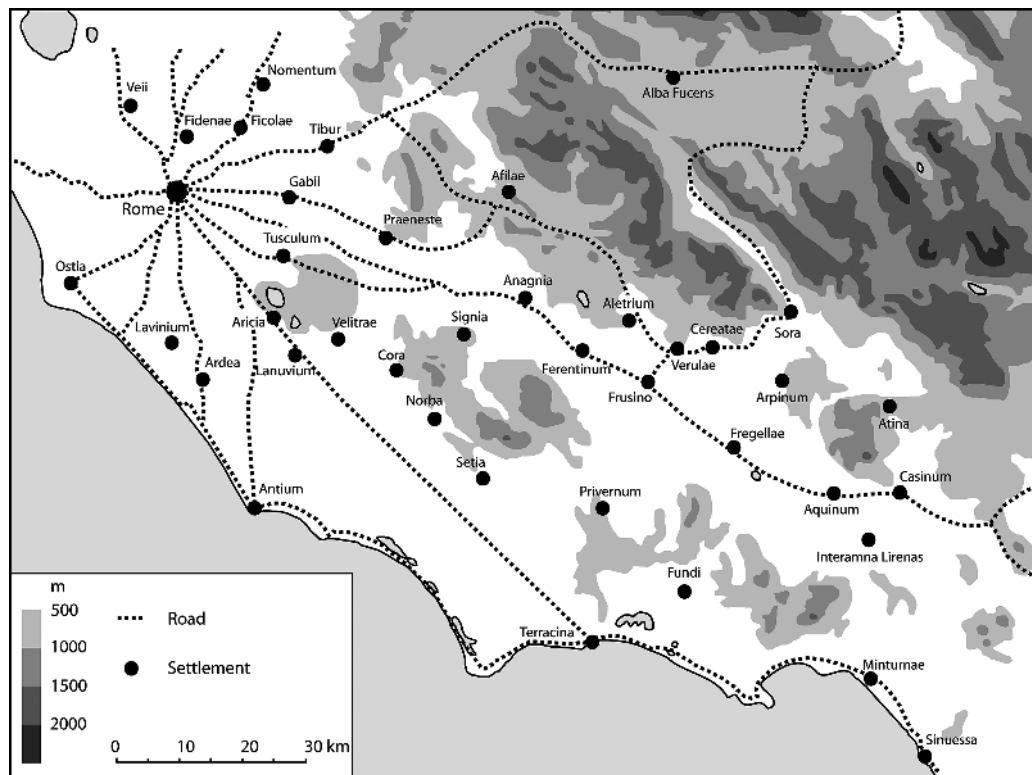 Nomentum
Veii
Alba Fucens
Fidenae
Ficolae
Tibur
Gabii
Afilae
Rome
Praeneste
Tusculum
Ostia
Anagnia
Aletrium
Signia
Cereatae
Sora
Aricia
Velitrae
Lavinium
Cora
Ferentinum
Verulae
Ardea
Lanuvium
Frusino
Arpinum
Norba
Atina
Fregellae
Setia
Casinum
Antium
Privernum
Aquinum
Interamna Lirenas
Fundi
Terracina
Minturnae
Sinuessa
m
500
1000
1500
2000
Road
Settlement
0 10 20 30 km